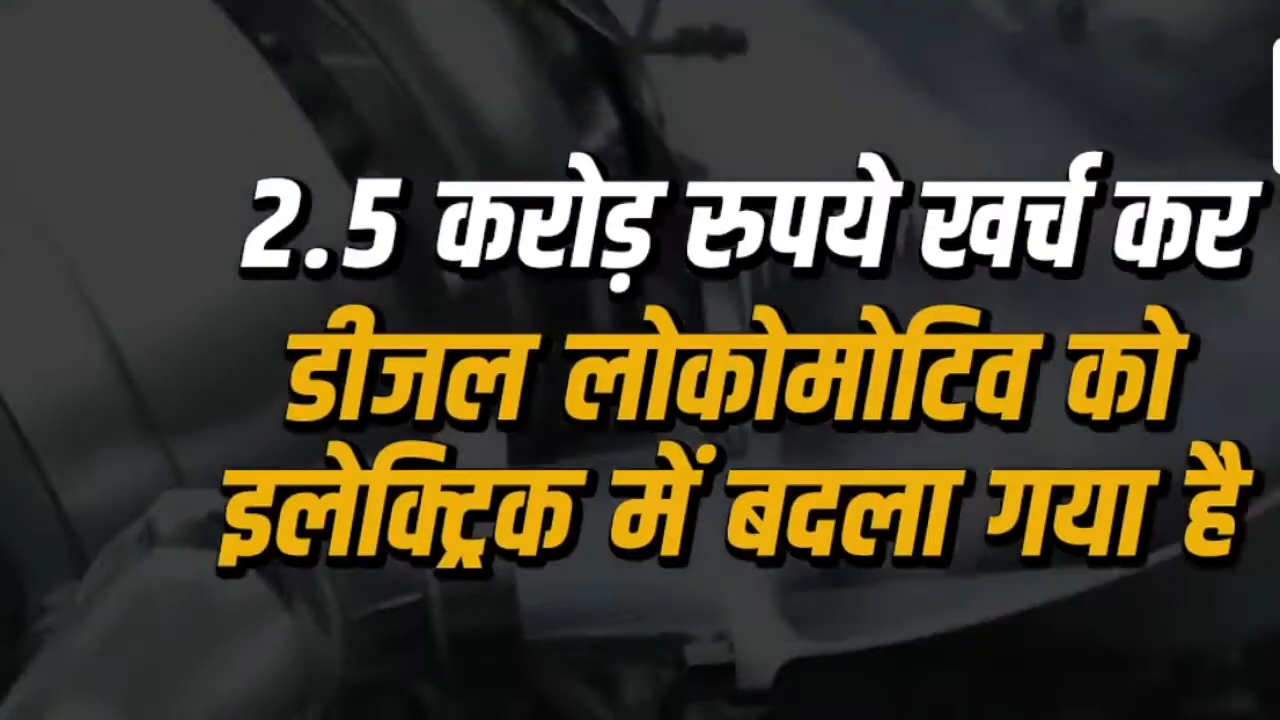 2.5 करोड़ रुपये खर्च कर
डीजल लोकोमोटिव को
इलेक्ट्रिक में बदला गया है